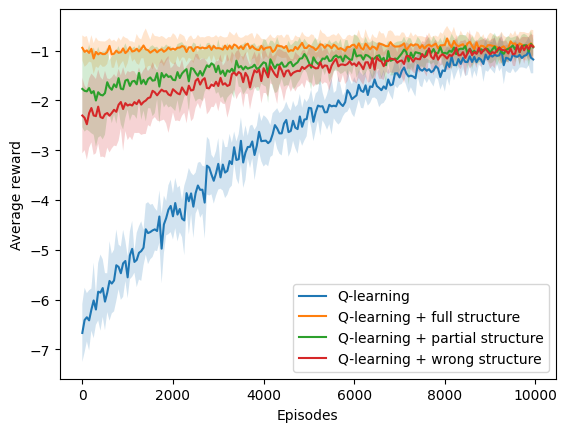 −1
−2
−3
−4
−5
−6
−7
Average reward
0
2000
4000
6000
8000
10000
Episodes
Q-learning
Q-learning + full structure
Q-learning + partial structure
Q-learning + wrong structure